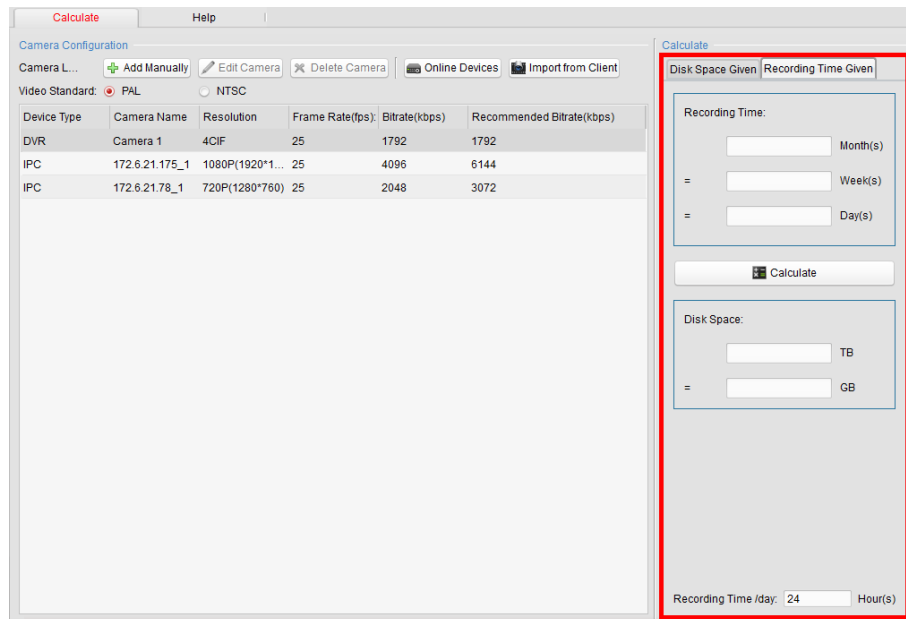 Calculate Help
Camera Configuration
Camera L... Add Manually Edit Camera Delete Camera Online Devices Import from Client
Video Standard: PAL NTSC
Device Type Camera Name Resolution Frame Rate(fps): Bitrate(kbps) Recommended Bitrate(kbps)
DVR Camera 1 4CIF 25 1792 1792
IPC 172.6.21.175_1 1080P(1920*1... 25 4096 6144
IPC 172.6.21.78_1 720P(1280*760) 25 2048 3072
Calculate
Disk Space Given Recording Time Given
Recording Time:
Month(s)
= Week(s)
= Day(s)
Calculate
Disk Space:
TB
= GB
Recording Time /day: 24 Hour(s)